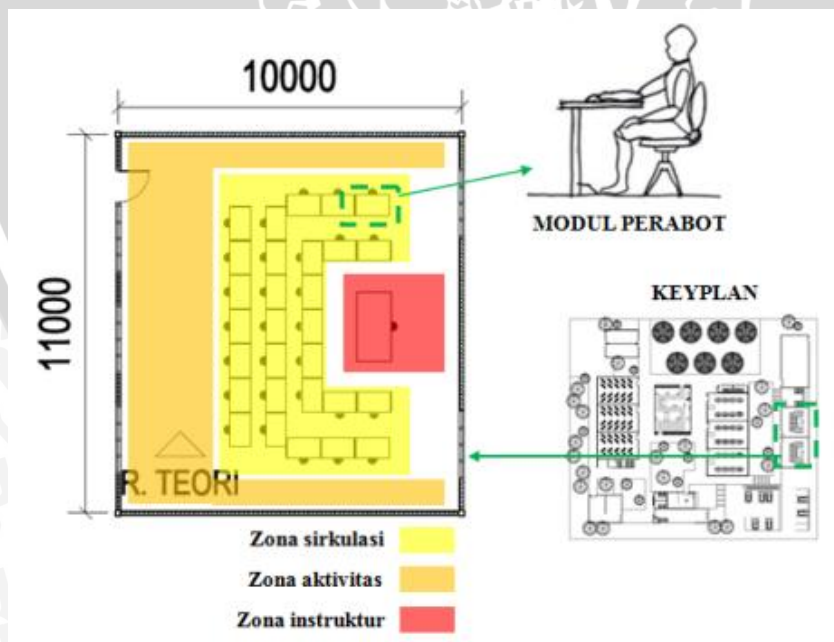 10000
MODUL PERABOT
KEYPLAN
11000
R. TEORI
Zona sirkulasi
Zona aktivitas
Zona instruktur